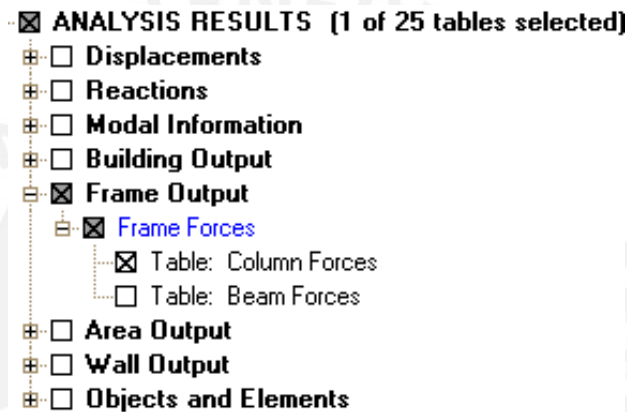 ANALYSIS RESULTS (1 of 25 tables selected)
Displacements
Reactions
Modal Information
Building Output
Frame Output
Frame Forces
Table: Column Forces
Table: Beam Forces
Area Output
Wall Output
Objects and Elements